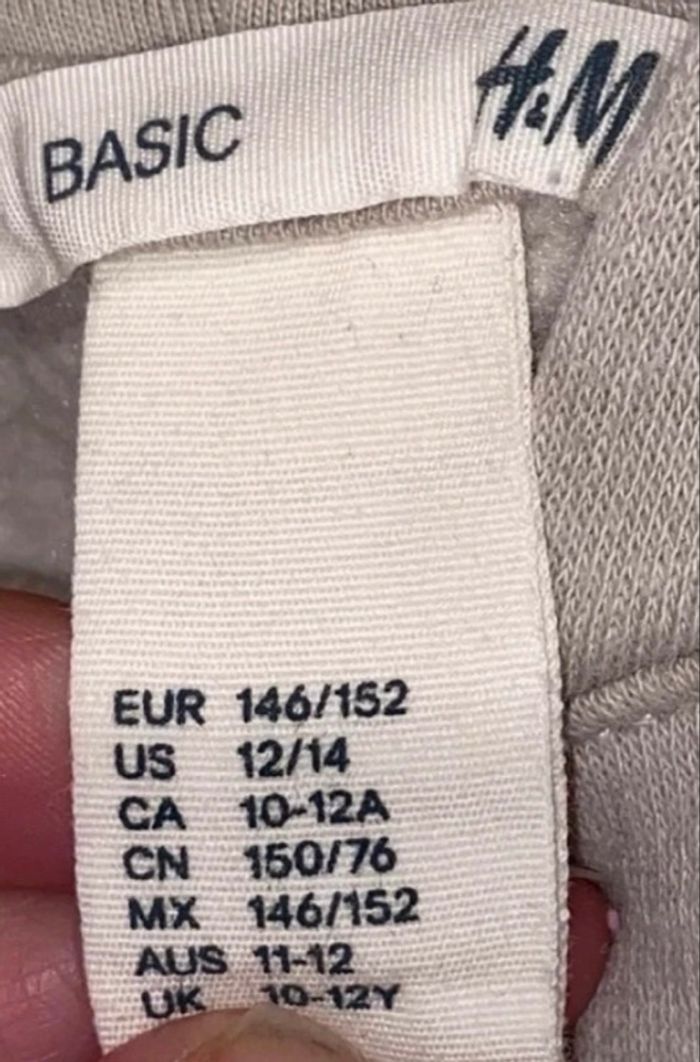 BASIC
H&M
EUR 146/152
US 12/14
CA 10-12A
CN 150/76
MX 146/152
AUS 11-12
UK 10-12Y